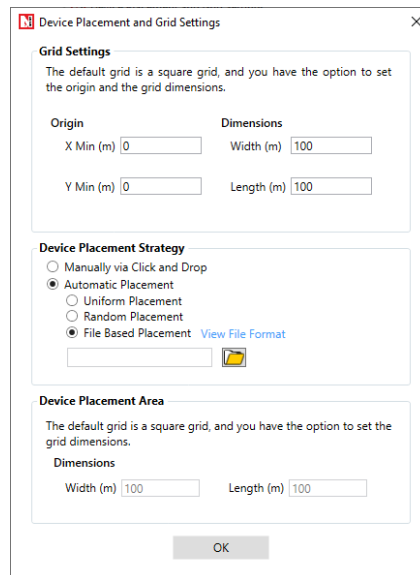 Device Placement and Grid Settings
Grid Settings
The default grid is a square grid, and you have the option to set
the origin and the grid dimensions.
Origin Dimensions
X Min (m) 0 Width (m) 100
Y Min (m) 0 Length (m) 100
Device Placement Strategy
Manually via Click and Drop
Automatic Placement
Uniform Placement
Random Placement
File Based Placement View File Format
Device Placement Area
The default grid is a square grid, and you have the option to set the
grid dimensions.
Dimensions
Width (m) 100 Length (m) 100
OK